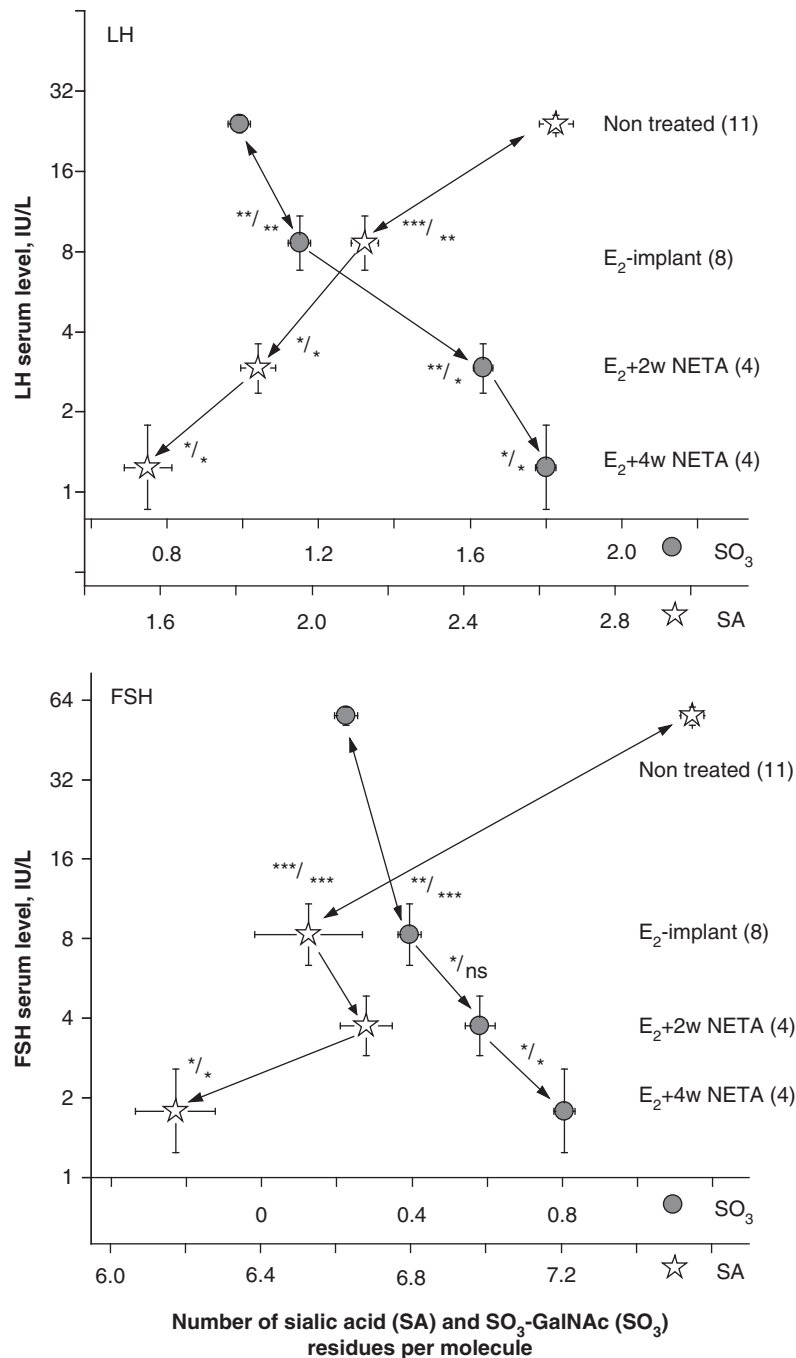 LH
LH serum level, IU/L
32
16
8
4
2
1
Non treated (11)
E2-implant (8)
E2+2w NETA (4)
E2+4w NETA (4)
**/**
***/**
*/*
**/*
*/*
*/*
0.8 1.2 1.6 2.0 SO3
1.6 2.0 2.4 2.8 SA
FSH
FSH serum level, IU/L
64
32
16
8
4
2
1
Non treated (11)
E2-implant (8)
E2+2w NETA (4)
E2+4w NETA (4)
***/***
**/***
*/ns
*/*
*/*
0 0.4 0.8 SO3
6.0 6.4 6.8 7.2 SA
Number of sialic acid (SA) and SO3-GalNAc (SO3)
residues per molecule